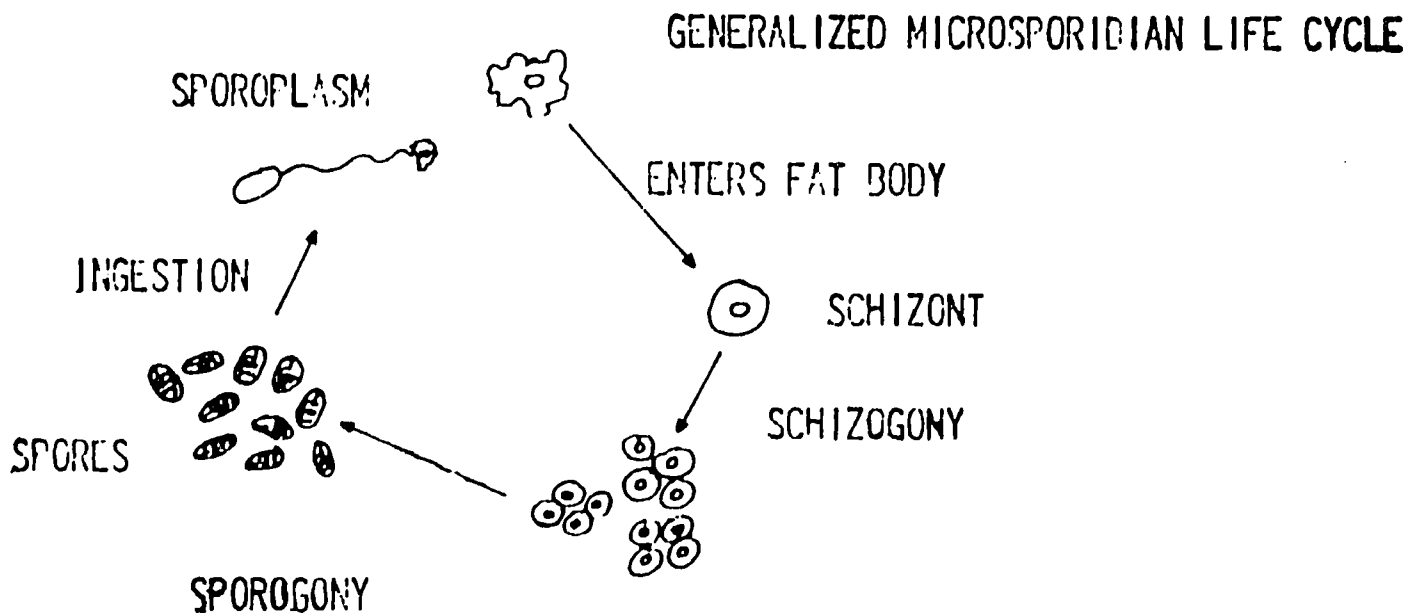 GENERALIZED MICROSPORIDIAN LIFE CYCLE
SPOROPLASM
ENTERS FAT BODY
INGESTION
SCHIZONT
SCHIZOGONY
SPORES
SPOROGONY